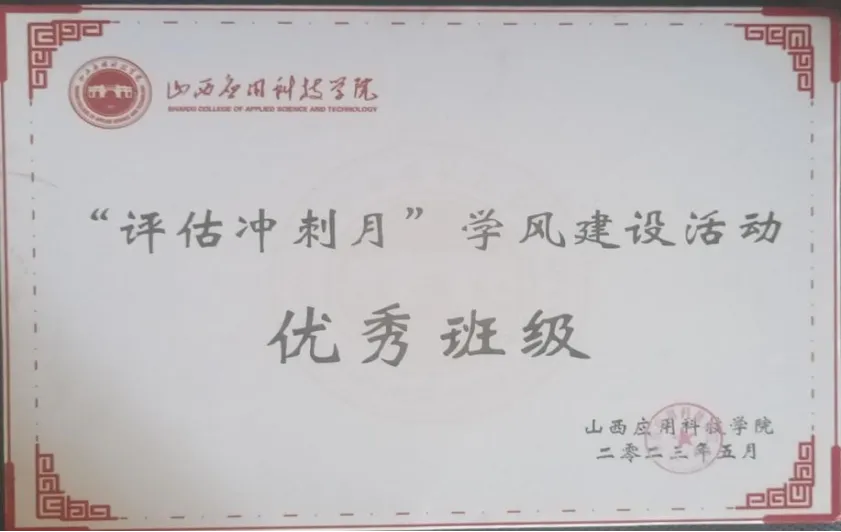 山西应用科技学院
SHANXI COLLEGE OF APPLIED SCIENCE AND TECHNOLOGY
“评估冲刺月”学风建设活动
优秀班级
山西应用科技学院
二零二三年五月